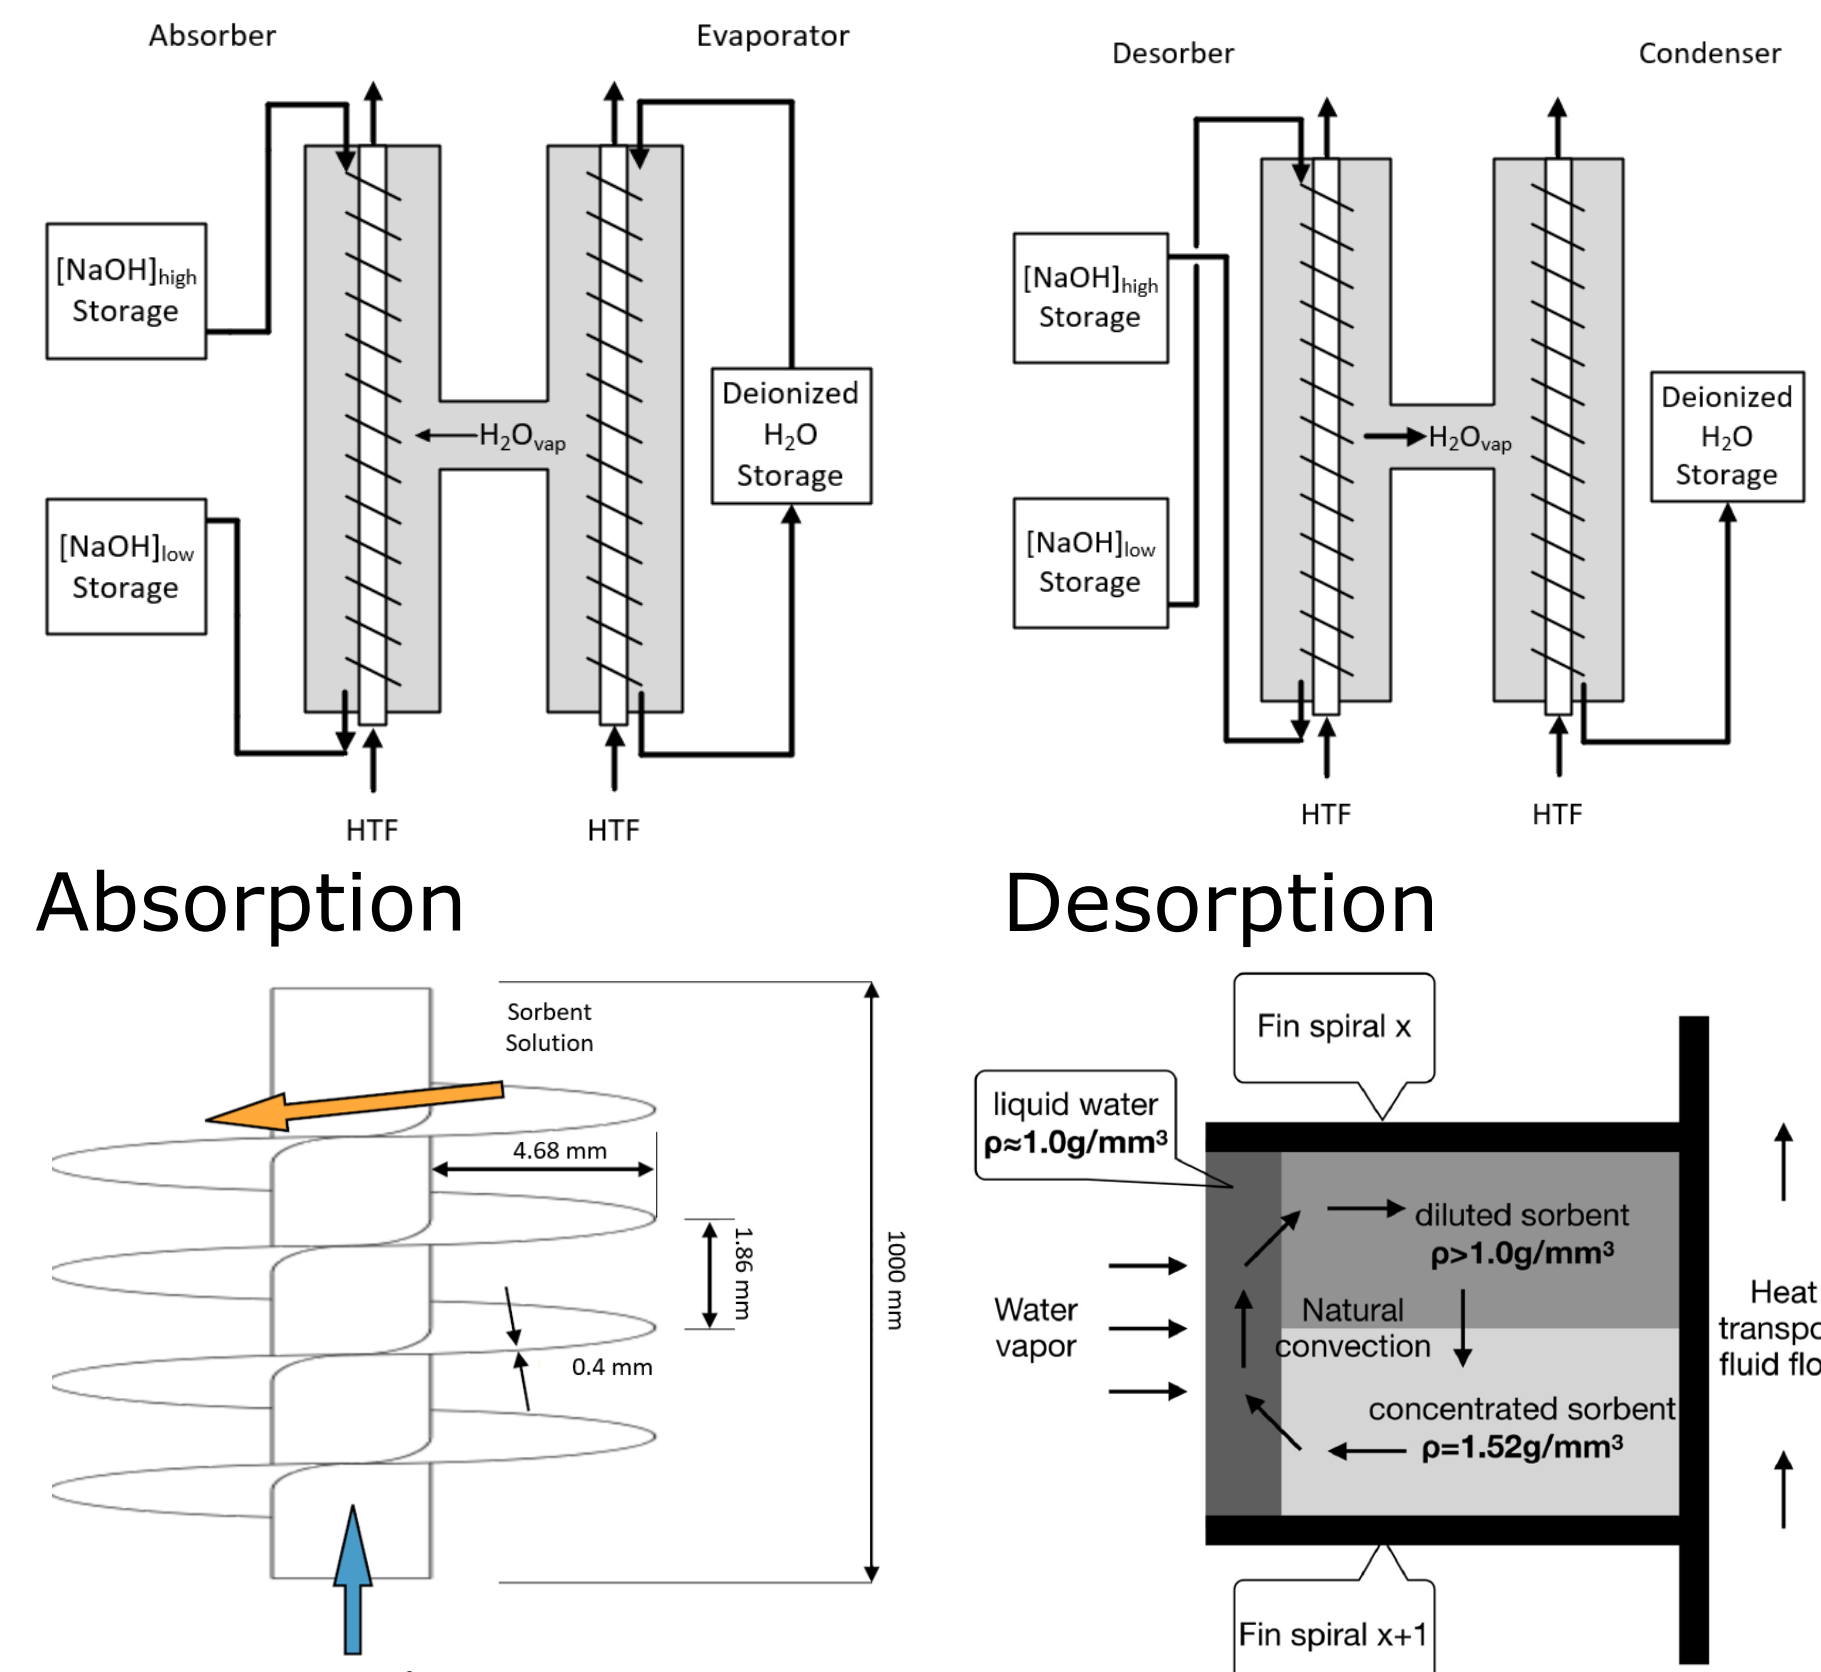 Absorber
Evaporator
[NaOH]high
Storage
[NaOH]low
Storage
H2Ovap
Deionized
H2O
Storage
HTF
HTF
Absorption
Desorber
Condenser
[NaOH]high
Storage
[NaOH]low
Storage
H2Ovap
Deionized
H2O
Storage
HTF
HTF
Desorption
Sorbent
Solution
4.68 mm
1.86 mm
0.4 mm
1000 mm
Fin spiral x
liquid water
ρ≈1.0g/mm³
diluted sorbent
ρ>1.0g/mm³
Water
vapor
Natural
convection
concentrated sorbent
ρ=1.52g/mm³
Heat
transpo
fluid flo
Fin spiral x+1